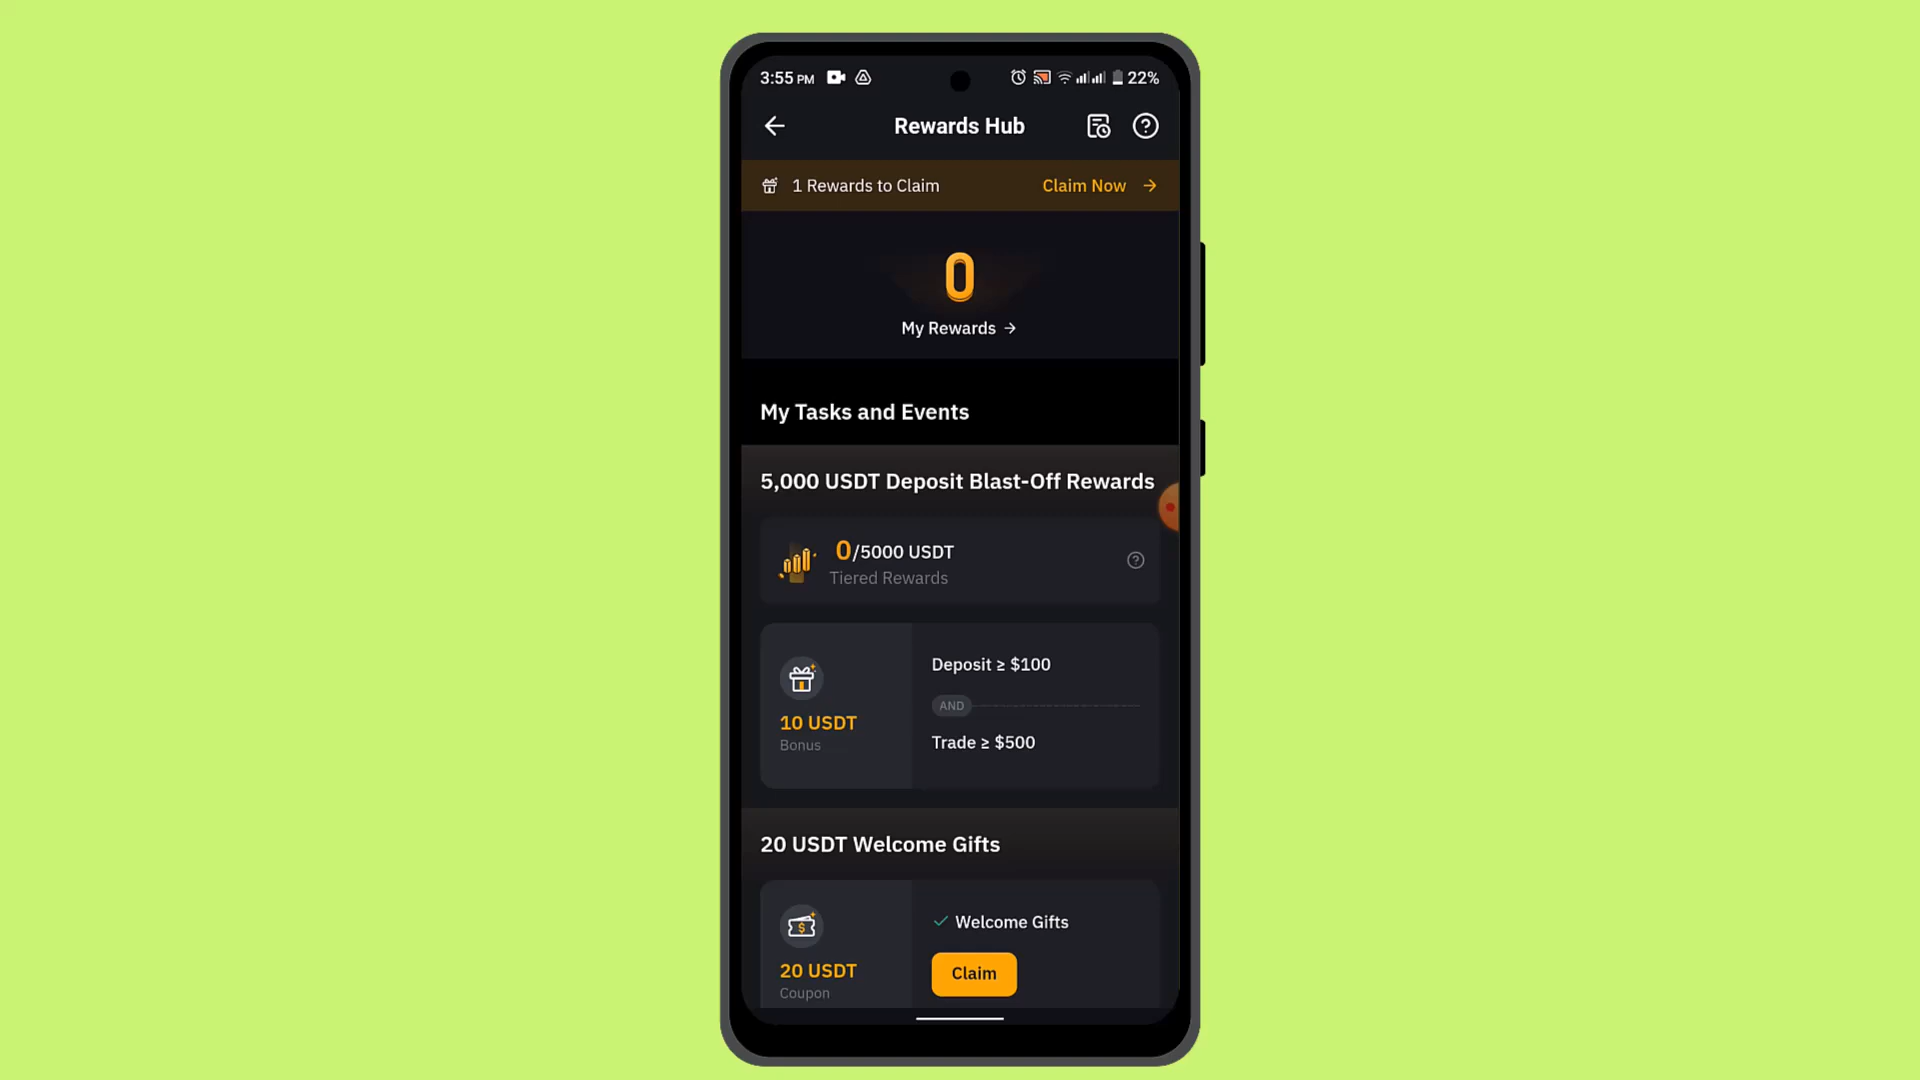 3:55 PM 22%
Rewards Hub
1 Rewards to Claim Claim Now
0
My Rewards
My Tasks and Events
5,000 USDT Deposit Blast-Off Rewards
0/5000 USDT
Tiered Rewards
Deposit ≥ $100
AND
10 USDT
Bonus
Trade ≥ $500
20 USDT Welcome Gifts
Welcome Gifts
20 USDT
Coupon
Claim